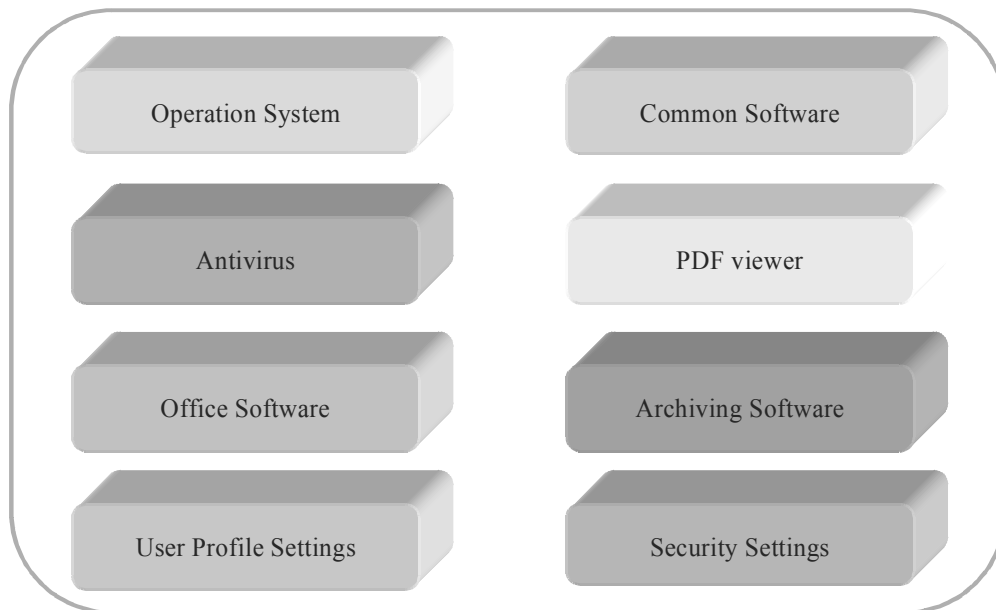 Operation System
Common Software
Antivirus
PDF viewer
Office Software
Archiving Software
User Profile Settings
Security Settings